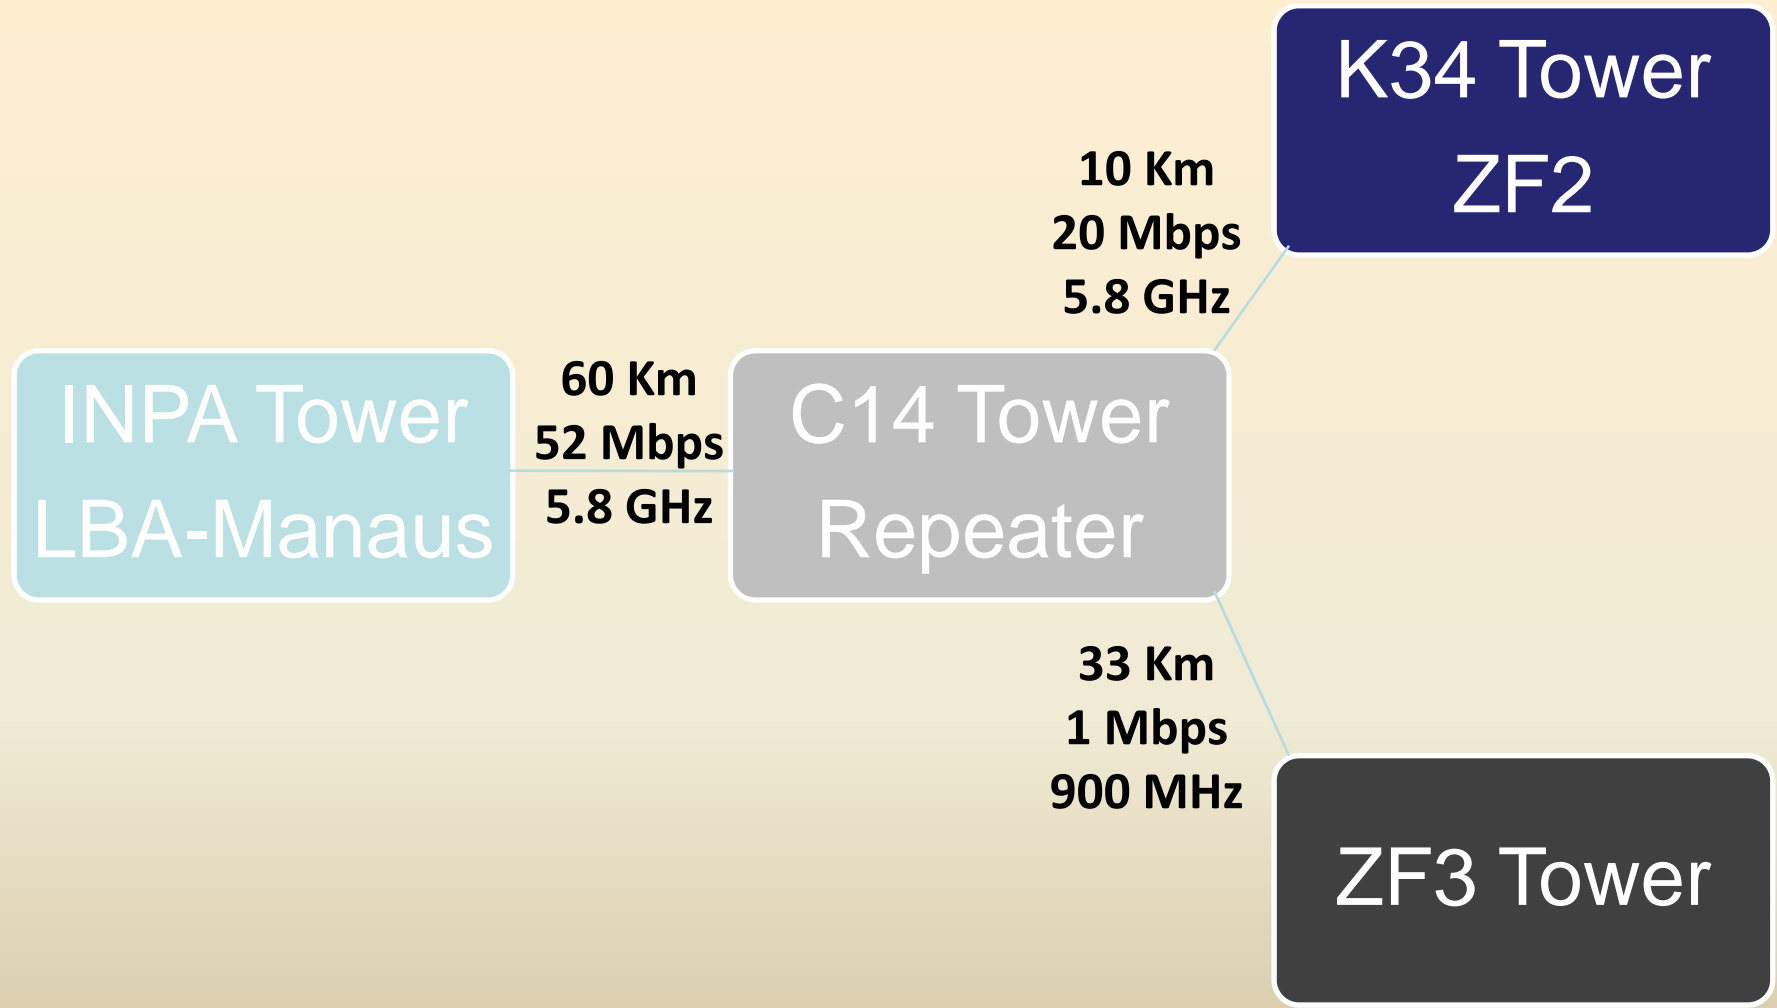 K34 Tower
ZF2
10 Km
20 Mbps
5.8 GHz
INPA Tower
LBA-Manaus
60 Km
52 Mbps
5.8 GHz
C14 Tower
Repeater
33 Km
1 Mbps
900 MHz
ZF3 Tower